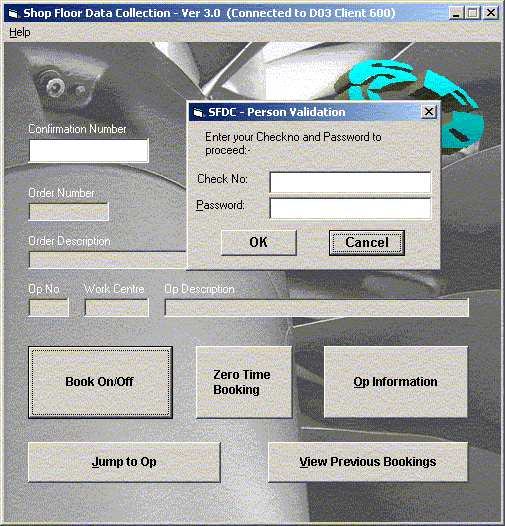 Shop Floor Data Collection - Ver 3.0 (Connected to D03 Client 600)
Help
SFDC - Person Validation
Enter your Checkno and Password to
proceed:-
Check No:
Password:
OK Cancel
Confirmation Number
Order Number
Order Description
Op No Work Centre Op Description
Book On/Off
Zero Time
Booking
Op Information
Jump to Op
View Previous Bookings